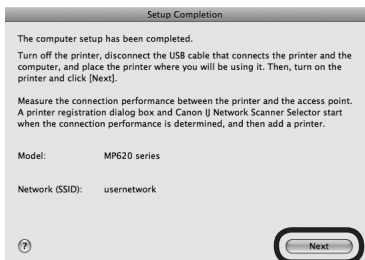 Setup Completion
The computer setup has been completed.
Turn off the printer, disconnect the USB cable that connects the printer and the
computer, and place the printer where you will be using it. Then, turn on the
printer and click [Next].
Measure the connection performance between the printer and the access point.
A printer registration dialog box and Canon IJ Network Scanner Selector start
when the connection performance is determined, and then add a printer.
Model: MP620 series
Network (SSID): usernetwork
? Next